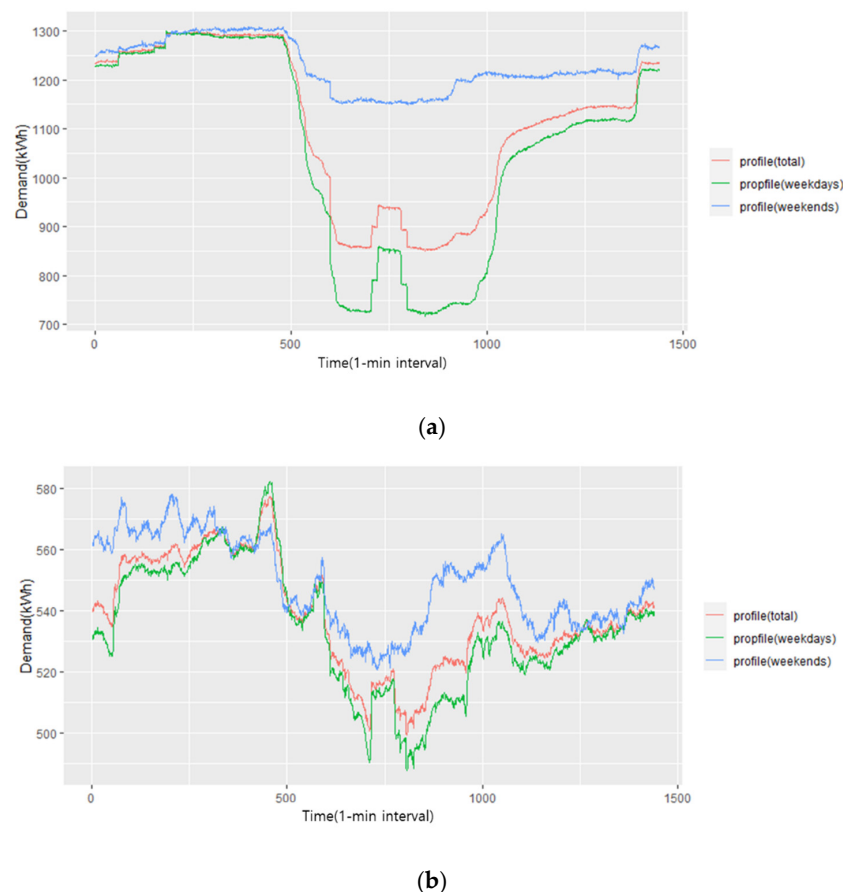 1300
1200
1100
1000
900
800
700
Demand(kWh)
0
500
1000
1500
Time(1-min interval)
profile(total)
propfile(weekdays)
profile(weekends)
(a)
580
560
540
520
500
Demand(kWh)
0
500
1000
1500
Time(1-min interval)
profile(total)
propfile(weekdays)
profile(weekends)
(b)